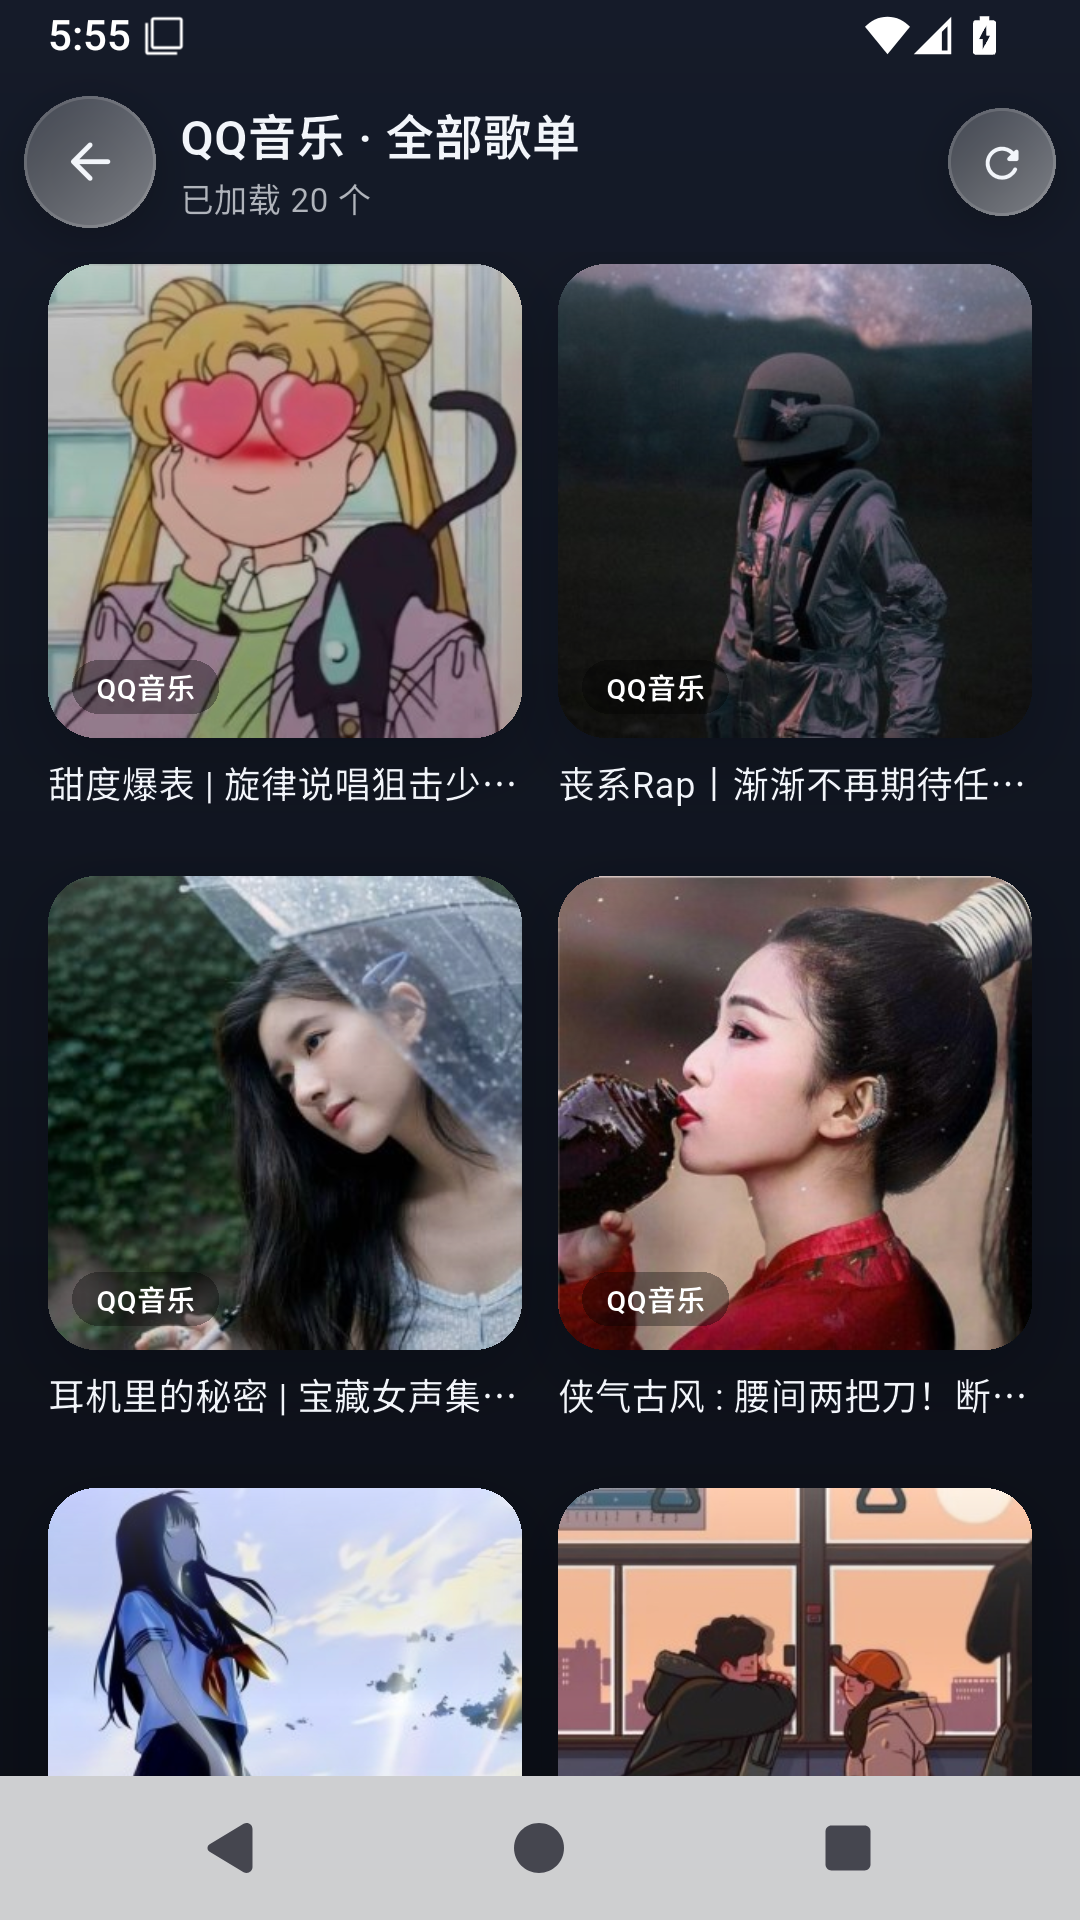 5:55
QQ音乐 · 全部歌单
已加载 20 个
QQ音乐
QQ音乐
甜度爆表 | 旋律说唱狙击少…
丧系Rap丨渐渐不再期待任…
QQ音乐
QQ音乐
耳机里的秘密 | 宝藏女声集…
侠气古风 : 腰间两把刀！断…